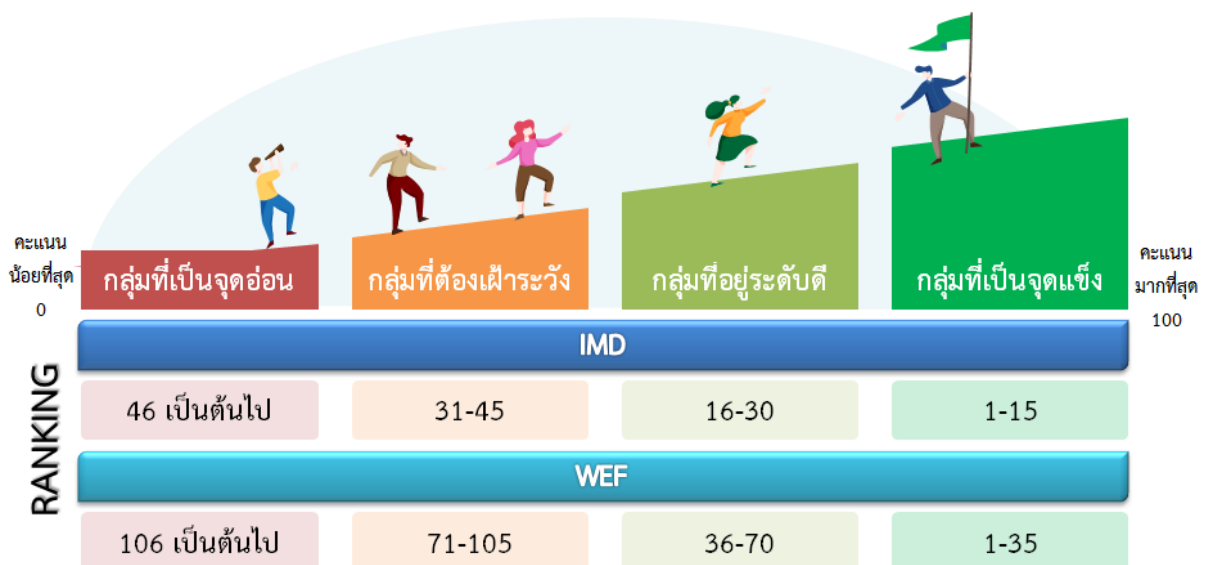 คะแนน
น้อยที่สุด
0
กลุ่มที่เป็นจุดอ่อน
กลุ่มที่ต้องเฝ้าระวัง
กลุ่มที่อยู่ระดับดี
กลุ่มที่เป็นจุดแข็ง
คะแนน
มากที่สุด
100
RANKING
IMD
46 เป็นต้นไป
31-45
16-30
1-15
WEF
106 เป็นต้นไป
71-105
36-70
1-35